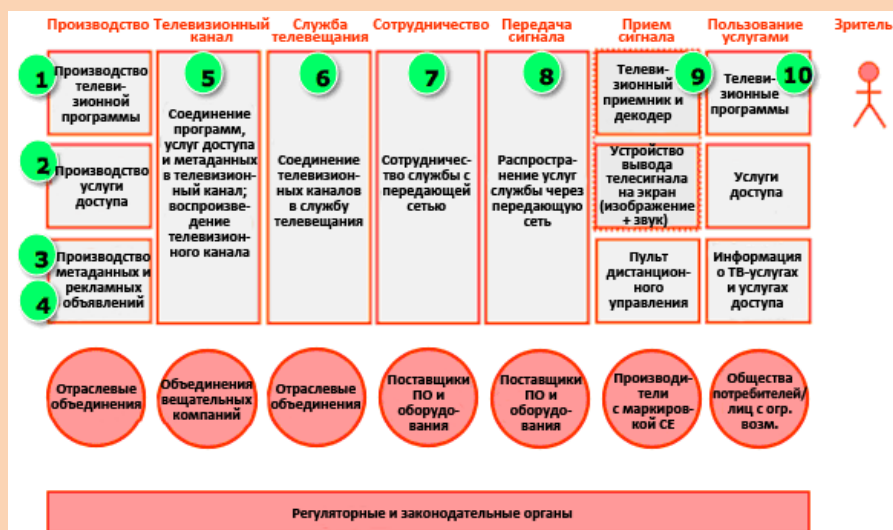 Производство
Телевизионный
канал
Служба
телевещания
Сотрудничество
Передача
сигнала
Прием
сигнала
Пользование
услугами
Зритель
1
Производство
телеви-
зионной
программы
2
Производство
услуги
доступа
3
4
Производство
метаданных и
рекламных
объявлений
5
Соединение
программ,
услуг доступа
и метаданных
в телевизион-
ный канал;
воспроизве-
дение
телевизион-
ного канала
6
Соединение
телевизион-
ных каналов
в службу
телевещания
7
Сотрудничес-
тво службы с
передающей
сетью
8
Распростра-
нение услуг
службы через
передающую
сеть
9
Телеви-
зионный
приемник и
декодер
Устройство
вывода
телесигнала
на экран
(изображение
+ звук)
Пульт
дистанцион-
ного
управления
10
Телеви-
зионные
программы
Услуги
доступа
Информация
о ТВ-услугах
и услугах
доступа
Отраслевые
объединения
Объединения
вещательных
компаний
Отраслевые
объединения
Поставщики
ПО и
оборудо-
вания
Поставщики
ПО и
оборудо-
вания
Производи-
тели
с маркиров-
кой CE
Общества
потребителей/
лиц с огр.
возм.
Регуляторные и законодательные органы